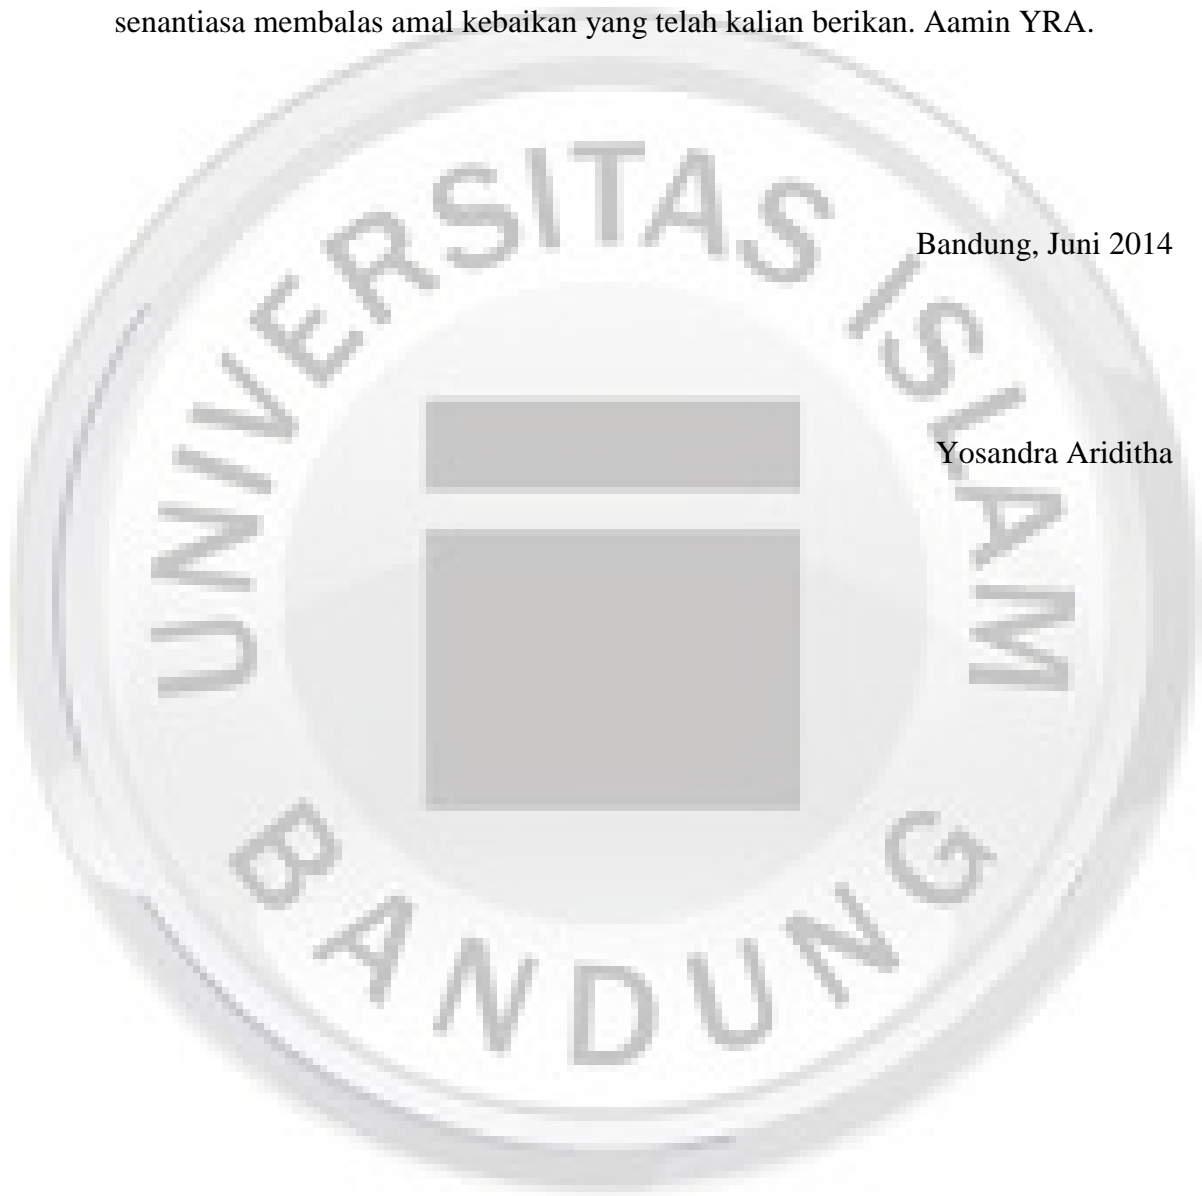 senantiasa membalas amal kebaikan yang telah kalian berikan. Aamin YRA.
UNIVERSITAS ISLAM
Bandung, Juni 2014
Yosandra Ariditha
BANDUNG